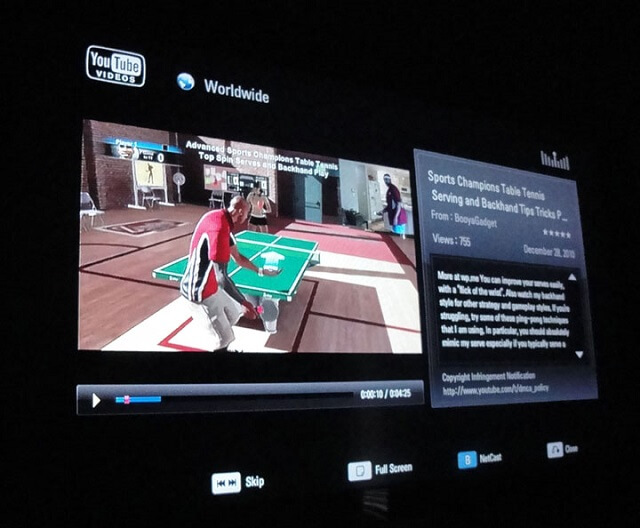 YouTube
VIDEOS
Worldwide
Advanced Sports Champions Table Tennis
Top Spin Serves and Backhand Play
0
Sports Champions Table Tennis
Serving and Backhand Tips Tricks P...
From : BooyaGadget
Views : 755
December 28, 2010
More at wp.me You can improve your serves easily,
with a "flick of the wrist". Also watch my backhand
style for other strategy and gameplay styles. If you're
struggling, try some of these ping-pong maneuvers
that I am using. In particular, you should absolutely
mimic my serve especially if you typically serve a
Copyright Infringement Notification
http://www.youtube.com/t/dmca_policy
0:00:10 / 0:04:25
Skip
Full Screen
B NetCast
Close